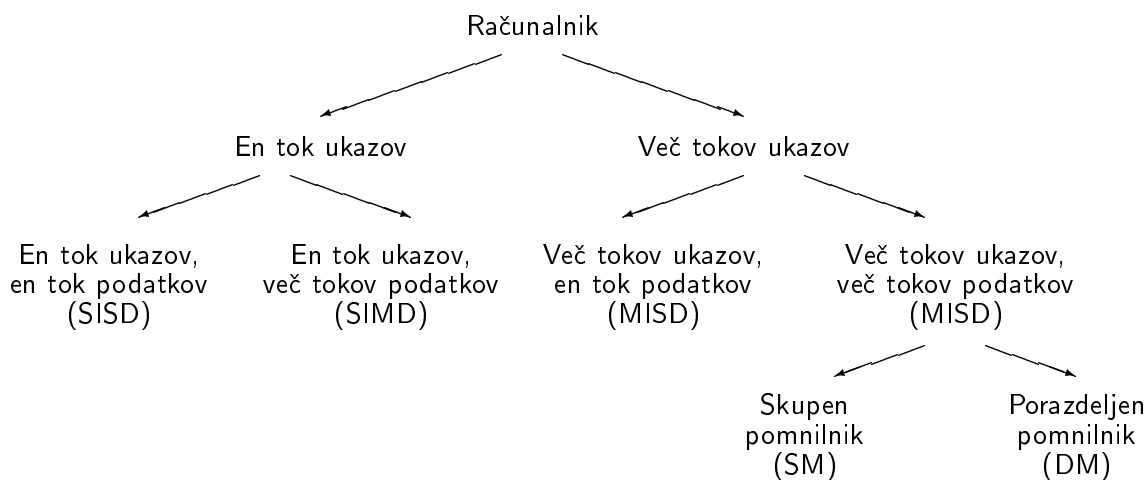 Računalnik
En tok ukazov
Več tokov ukazov
En tok ukazov,
en tok podatkov
(SISD)
En tok ukazov,
več tokov podatkov
(SIMD)
Več tokov ukazov,
en tok podatkov
(MISD)
Več tokov ukazov,
več tokov podatkov
(MISD)
Skupen
pomnilnik
(SM)
Porazdeljen
pomnilnik
(DM)